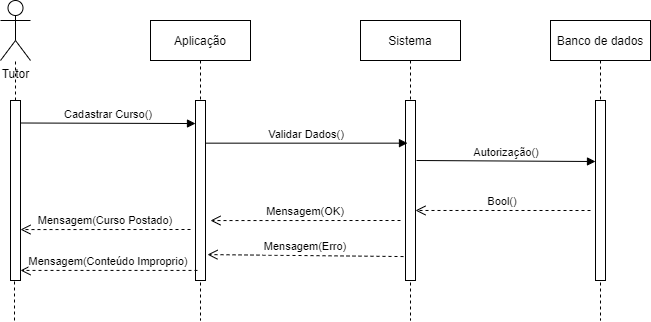 Tutor
Aplicação
Sistema
Banco de dados
Cadastrar Curso()
Validar Dados()
Autorização()
Bool()
Mensagem(OK)
Mensagem(Curso Postado)
Mensagem(Erro)
Mensagem(Conteúdo Improprio)